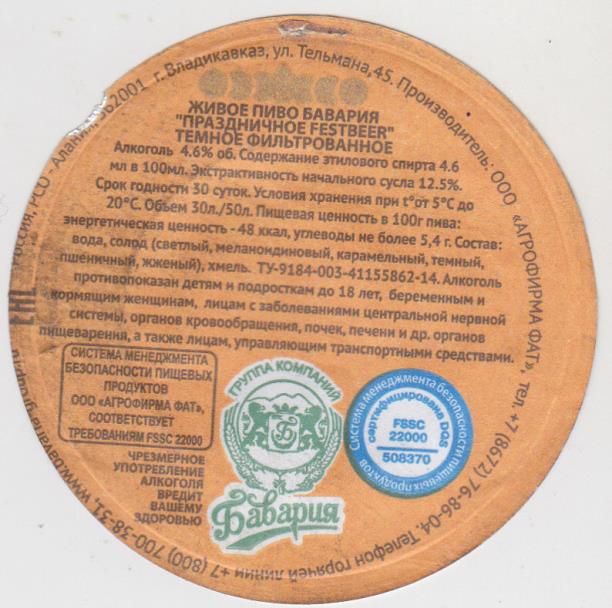 Производитель: ООО «АГРОФИРМА ФАТ», тел. +7 (8672) 76-86-04. Телефон горячей линии +7 (800) 700-38-31, www.bavaria
Россия, РСО - Алания, 362001 г. Владикавказ, ул. Тельмана, 45.
ЖИВОЕ ПИВО БАВАРИЯ
"ПРАЗДНИЧНОЕ FESTBEER"
ТЕМНОЕ ФИЛЬТРОВАННОЕ
Алкоголь 4.6% об. Содержание этилового спирта 4.6
мл в 100мл. Экстрактивность начального сусла 12.5%.
Срок годности 30 суток. Условия хранения при t°от 5°С до
20°С. Объем 30л./50л. Пищевая ценность в 100г пива:
энергетическая ценность - 48 ккал, углеводы не более 5,4 г. Состав:
вода, солод (светлый, меланоидиновый, карамельный, темный,
пшеничный, жженый), хмель. ТУ-9184-003-41155862-14. Алкоголь
противопоказан детям и подросткам до 18 лет, беременным и
кормящим женщинам, лицам с заболеваниями центральной нервной
системы, органов кровообращения, почек, печени и др. органов
пищеварения, а также лицам, управляющим транспортными средствами.
EAC
СИСТЕМА МЕНЕДЖМЕНТА
БЕЗОПАСНОСТИ ПИЩЕВЫХ
ПРОДУКТОВ
ООО «АГРОФИРМА ФАТ»,
СООТВЕТСТВУЕТ
ТРЕБОВАНИЯМ FSSC 22000
ЧРЕЗМЕРНОЕ
УПОТРЕБЛЕНИЕ
АЛКОГОЛЯ
ВРЕДИТ
ВАШЕМУ
ЗДОРОВЬЮ
ГРУППА КОМПАНИЙ
Б
Бавария
Система менеджмента безопасности пищевых продуктов
сертифицирование DQS
FSSC
22000
508370